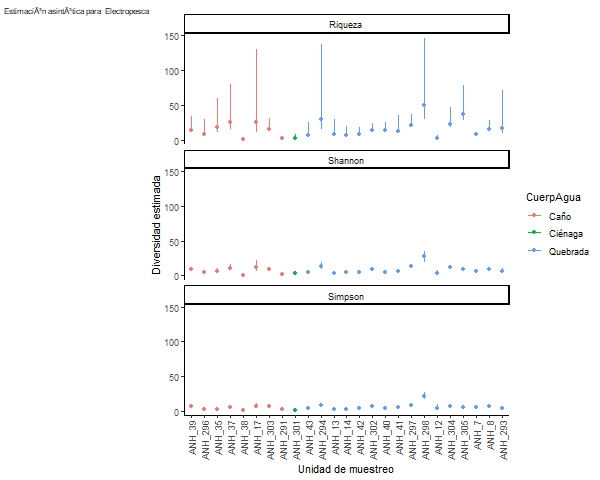 EstimaciÃ³n asintÃ³tica para Electropesca
Riqueza
150
100
50
0
Shannon
150
100
50
0
Simpson
150
100
50
0
Diversidad estimada
ANH_39
ANH_296
ANH_35
ANH_37
ANH_38
ANH_17
ANH_303
ANH_291
ANH_301
ANH_43
ANH_294
ANH_13
ANH_14
ANH_42
ANH_302
ANH_40
ANH_41
ANH_297
ANH_298
ANH_12
ANH_304
ANH_305
ANH_7
ANH_8
ANH_293
Unidad de muestreo
CuerpAgua
Caño
Ciénaga
Quebrada